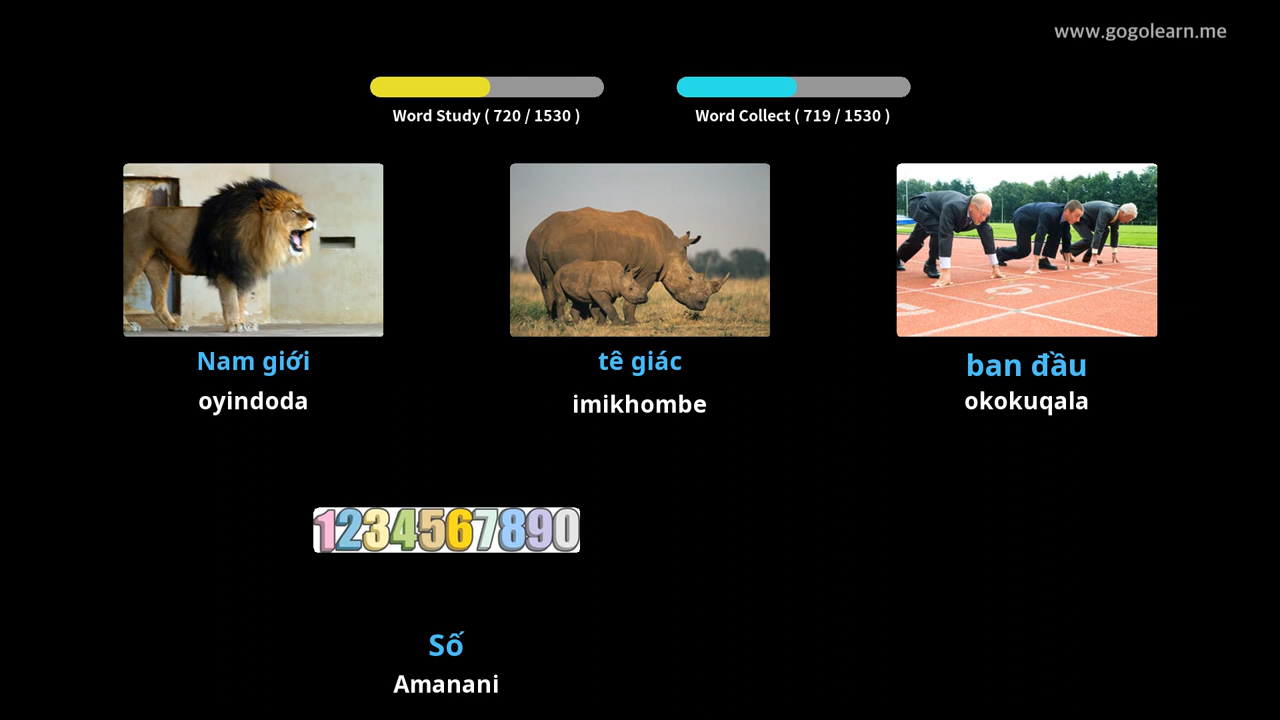 www.gogolearn.me
Word Study ( 720 / 1530 )
Word Collect ( 719 / 1530 )
Nam giới
oyindoda
tê giác
imikhombe
ban đầu
okokuqala
1234567890
Số
Amanani